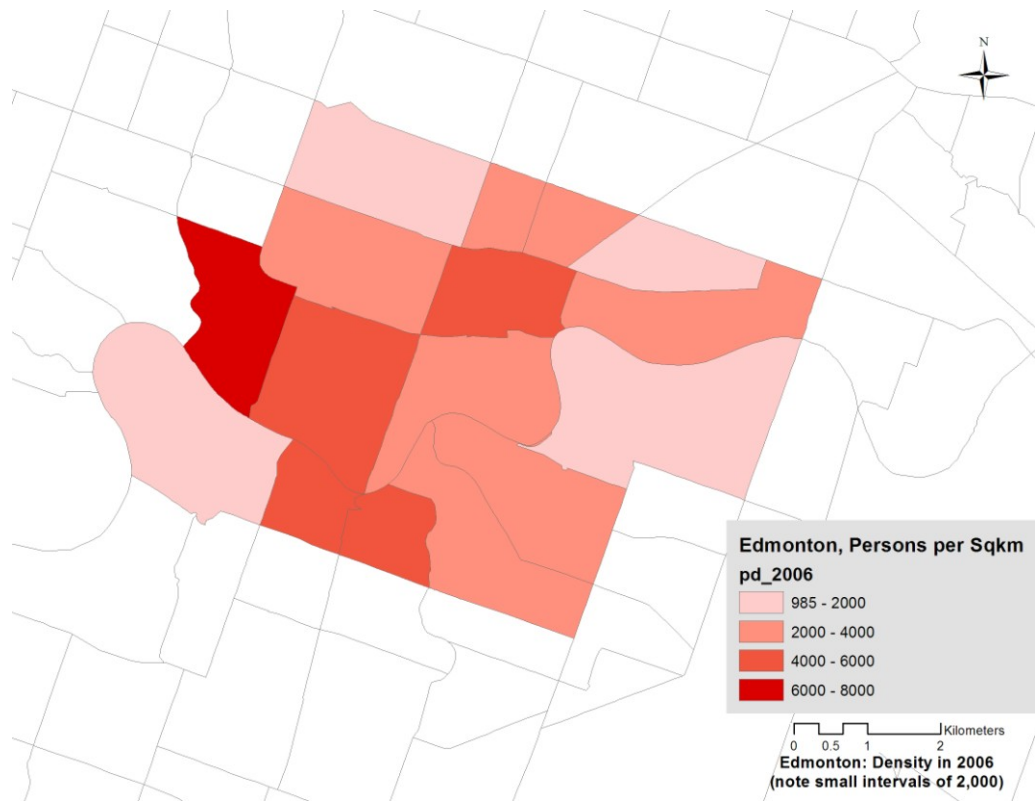 N
Edmonton, Persons per Sqkm
pd_2006
985 - 2000
2000 - 4000
4000 - 6000
6000 - 8000
Kilometers
0 0.5 1 2
Edmonton: Density in 2006
(note small intervals of 2,000)